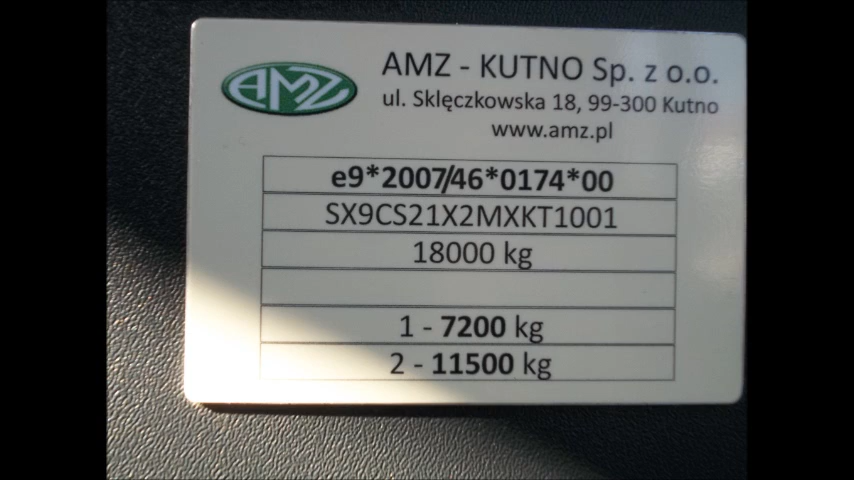 AMZ
AMZ - KUTNO Sp. z o.o.
ul. Sklęczkowska 18, 99-300 Kutno
www.amz.pl
e9*2007/46*0174*00
SX9CS21X2MXKT1001
18000 kg
1 - 7200 kg
2 - 11500 kg